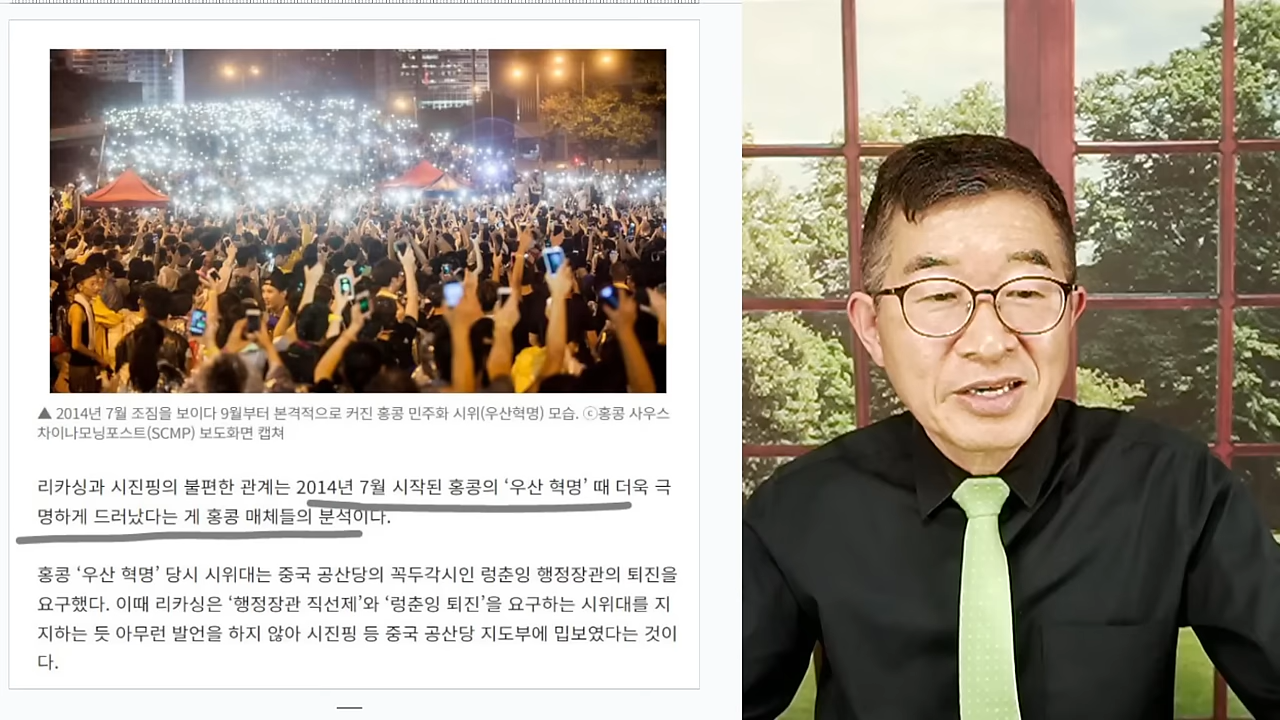 ▲ 2014년 7월 조짐을 보이다 9월부터 본격적으로 커진 홍콩 민주화 시위(우산혁명) 모습. ⓒ홍콩 사우스
차이나모닝포스트(SCMP) 보도화면 캡쳐
리카싱과 시진핑의 불편한 관계는 2014년 7월 시작된 홍콩의 ‘우산 혁명’ 때 더욱 극
명하게 드러났다는 게 홍콩 매체들의 분석이다.
홍콩 ‘우산 혁명’ 당시 시위대는 중국 공산당의 꼭두각시인 렁춘잉 행정장관의 퇴진을
요구했다. 이때 리카싱은 ‘행정장관 직선제’와 ‘렁춘잉 퇴진’을 요구하는 시위대를 지
지하는 듯 아무런 발언을 하지 않아 시진핑 등 중국 공산당 지도부에 밉보였다는 것이
다.